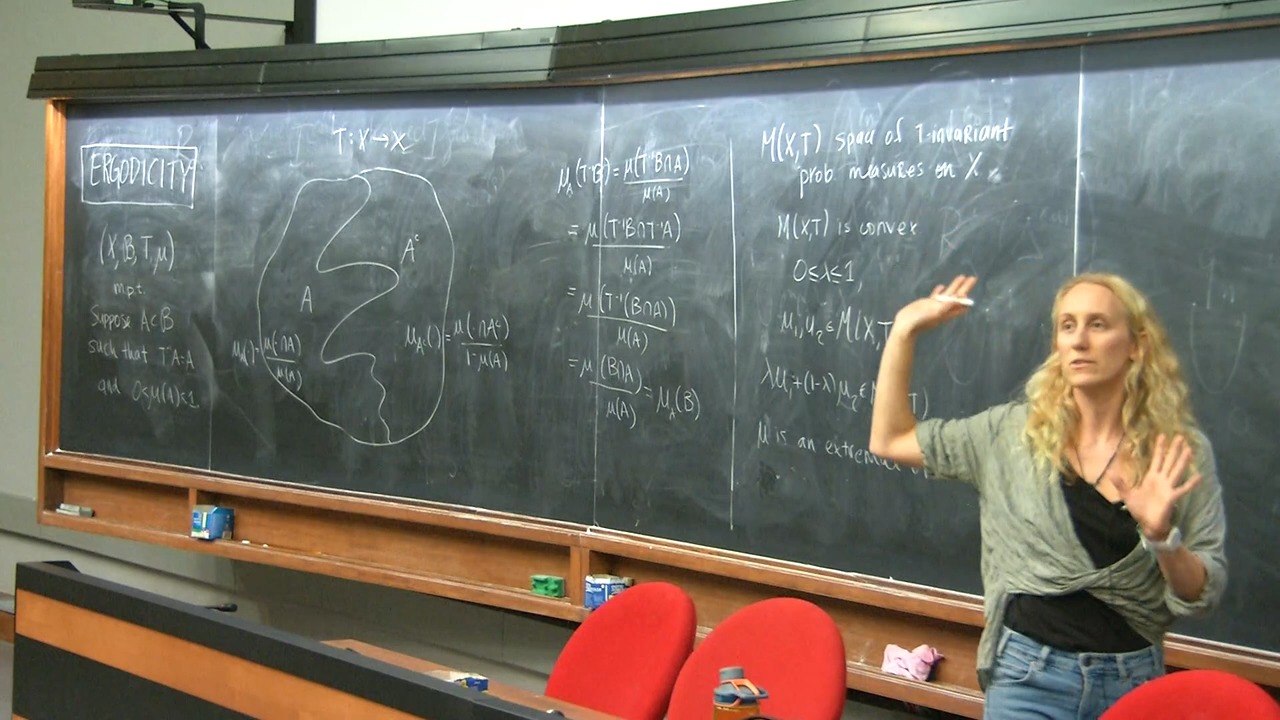 ERGODICITY
(X, B, T, μ)
m.p.t.
Suppose A⊂B
such that T⁻¹A=A
and 0<μ(A)<1
T: X→X
A
Aᶜ
μ_A(·)= μ(·∩A)/μ(A)
μ_Aᶜ(·)= μ(·∩Aᶜ)/1-μ(A)
μ_A(T⁻¹B)= μ(T⁻¹B∩A)/μ(A)
= μ(T⁻¹B∩T⁻¹A)/μ(A)
= μ(T⁻¹(B∩A))/μ(A)
= μ(B∩A)/μ(A) = μ_A(B)
M(X,T) space of T-invariant
prob measures on X.
M(X,T) is convex
0≤λ≤1,
μ₁, μ₂ ∈ M(X,T
λμ₁+(1-λ)μ₂ ∈ M T)
μ is an extremal